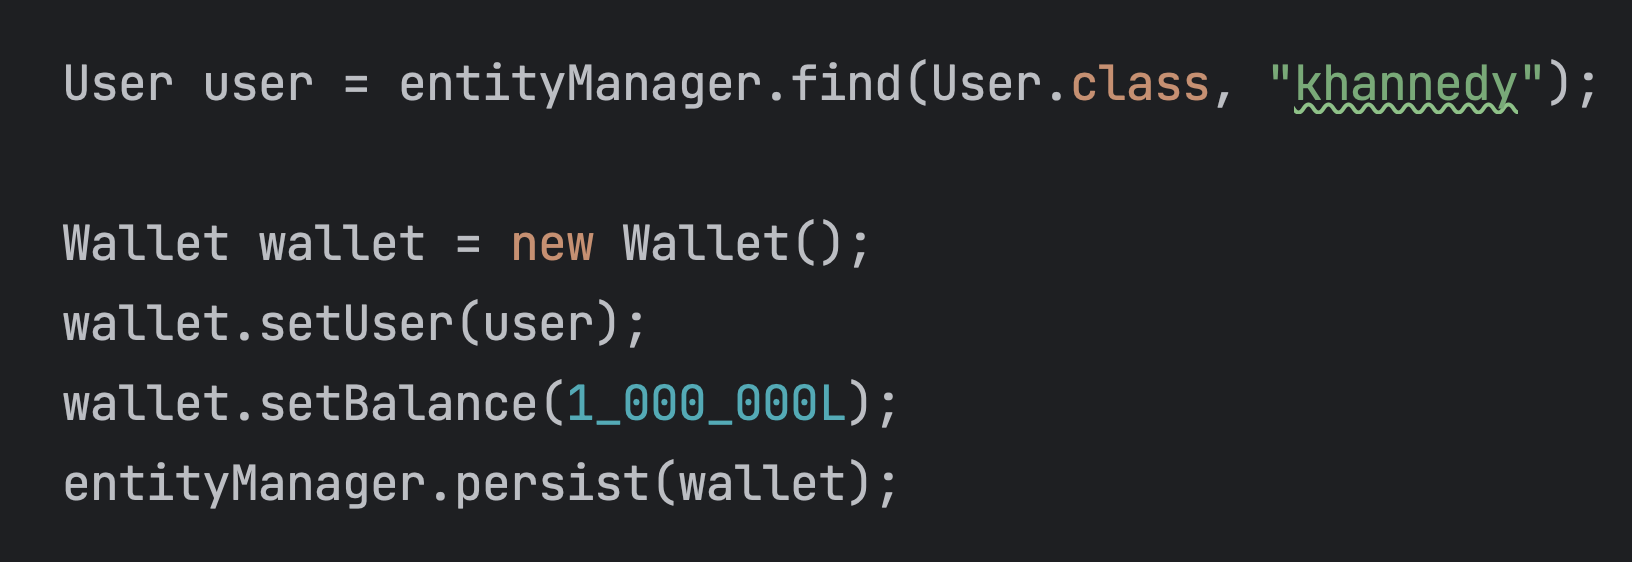 User user = entityManager.find(User.class, "khannedy");
Wallet wallet = new Wallet();
wallet.setUser(user);
wallet.setBalance(1_000_000L);
entityManager.persist(wallet);